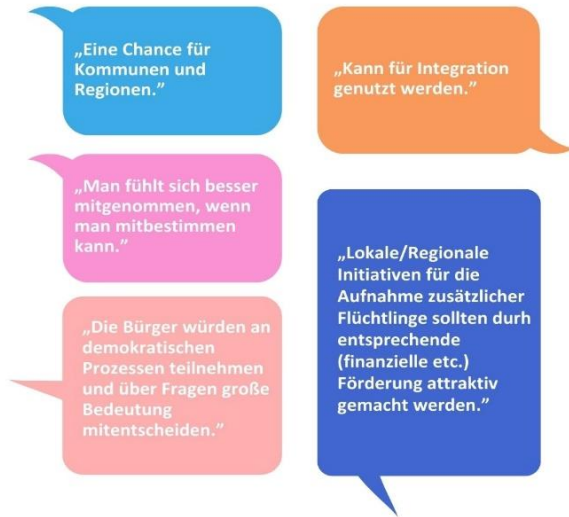 „Eine Chance für
Kommunen und
Regionen.”
„Kann für Integration
genutzt werden.”
„Man fühlt sich besser
mitgenommen, wenn
man mitbestimmen
kann.”
„Lokale/Regionale
Initiativen für die
Aufnahme zusätzlicher
Flüchtlinge sollten durh
entsprechende
(finanzielle etc.)
Förderung attraktiv
gemacht werden.”
„Die Bürger würden an
demokratischen
Prozessen teilnehmen
und über Fragen große
Bedeutung
mitentscheiden.”